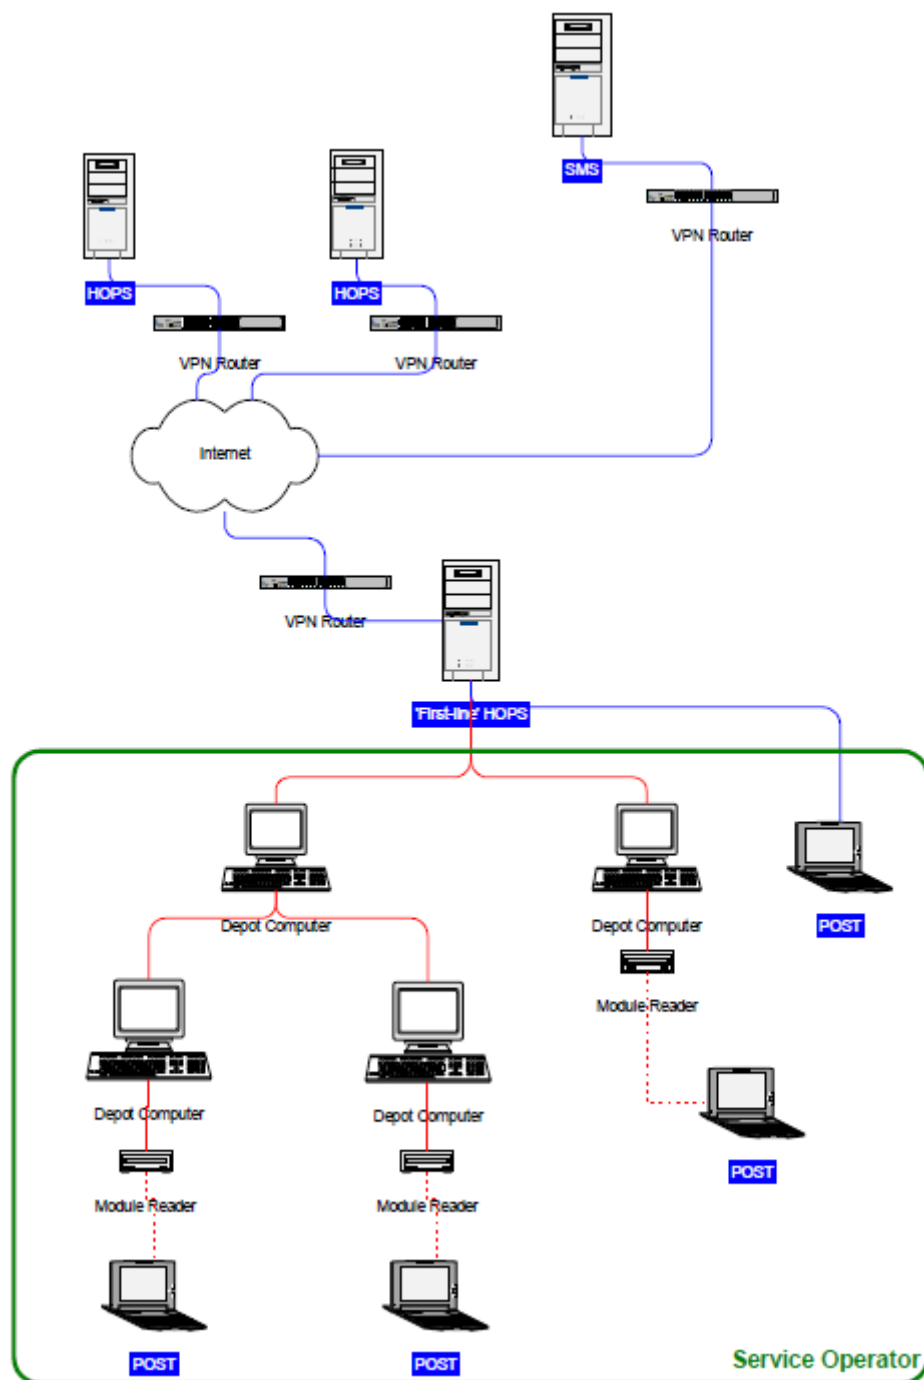 SMS
VPN Router
HOPS
HOPS
VPN Router
VPN Router
Internet
VPN Router
'First-line' HOPS
Depot Computer
Depot Computer
POST
Module Reader
Depot Computer
Depot Computer
POST
Module Reader
Module Reader
POST
POST
Service Operator